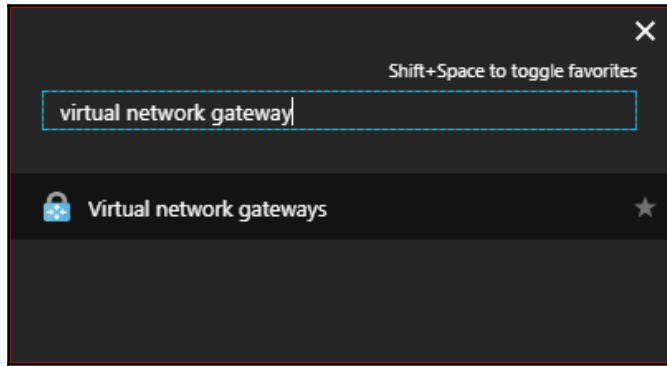 Shift+Space to toggle favorites
virtual network gateway
Virtual network gateways